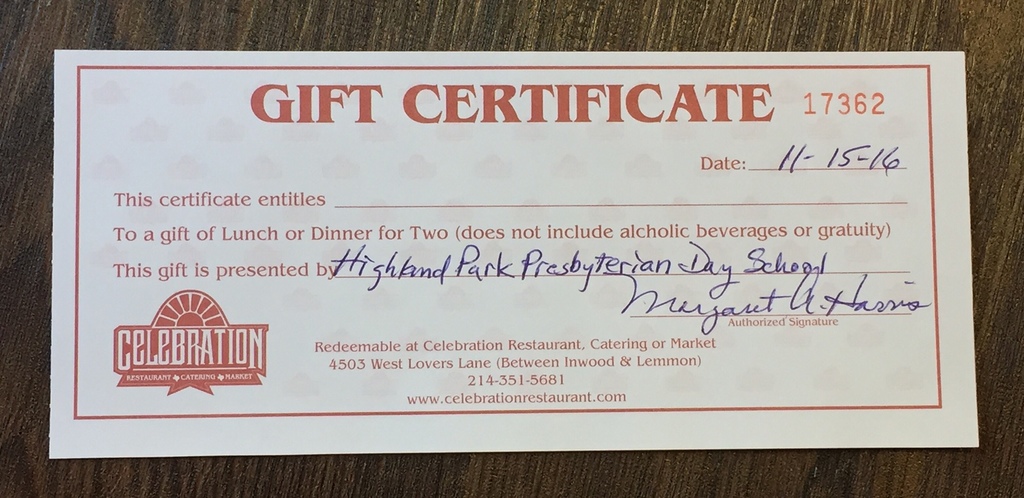 GIFT CERTIFICATE 17362
Date: 11-15-16
This certificate entitles
To a gift of Lunch or Dinner for Two (does not include alcholic beverages or gratuity)
This gift is presented by Highland Park Presbyterian Day School
Margaret A. Harris
Authorized Signature
CELEBRATION
RESTAURANT CATERING MARKET
Redeemable at Celebration Restaurant, Catering or Market
4503 West Lovers Lane (Between Inwood & Lemmon)
214-351-5681
www.celebrationrestaurant.com